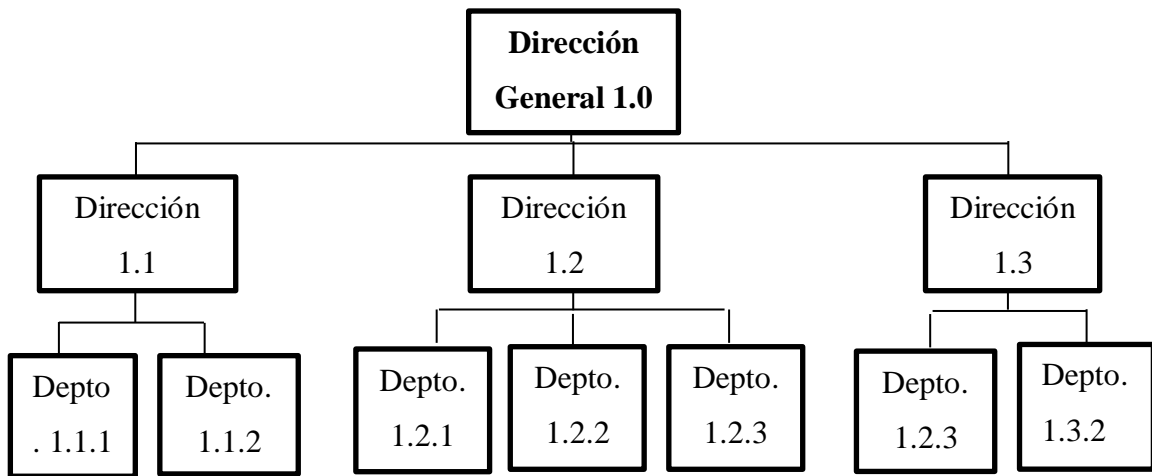 Dirección
General 1.0
Dirección
1.1
Dirección
1.2
Dirección
1.3
Depto
. 1.1.1
Depto.
1.1.2
Depto.
1.2.1
Depto.
1.2.2
Depto.
1.2.3
Depto.
1.2.3
Depto.
1.3.2